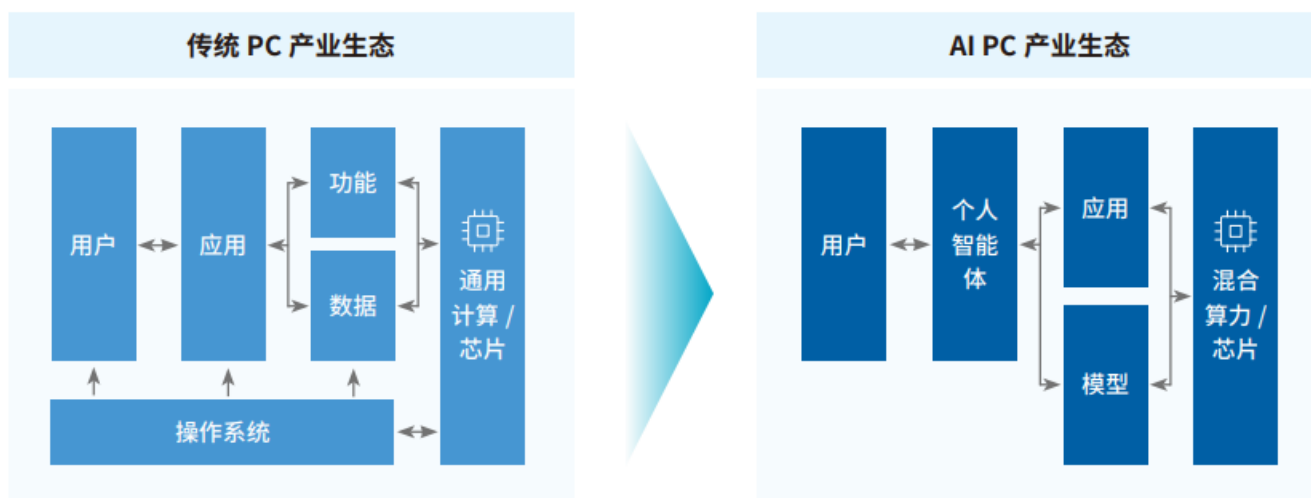 传统 PC 产业生态
用户
应用
功能
数据
通用
计算 /
芯片
操作系统
AI PC 产业生态
用户
个人
智能
体
应用
模型
混合
算力 /
芯片